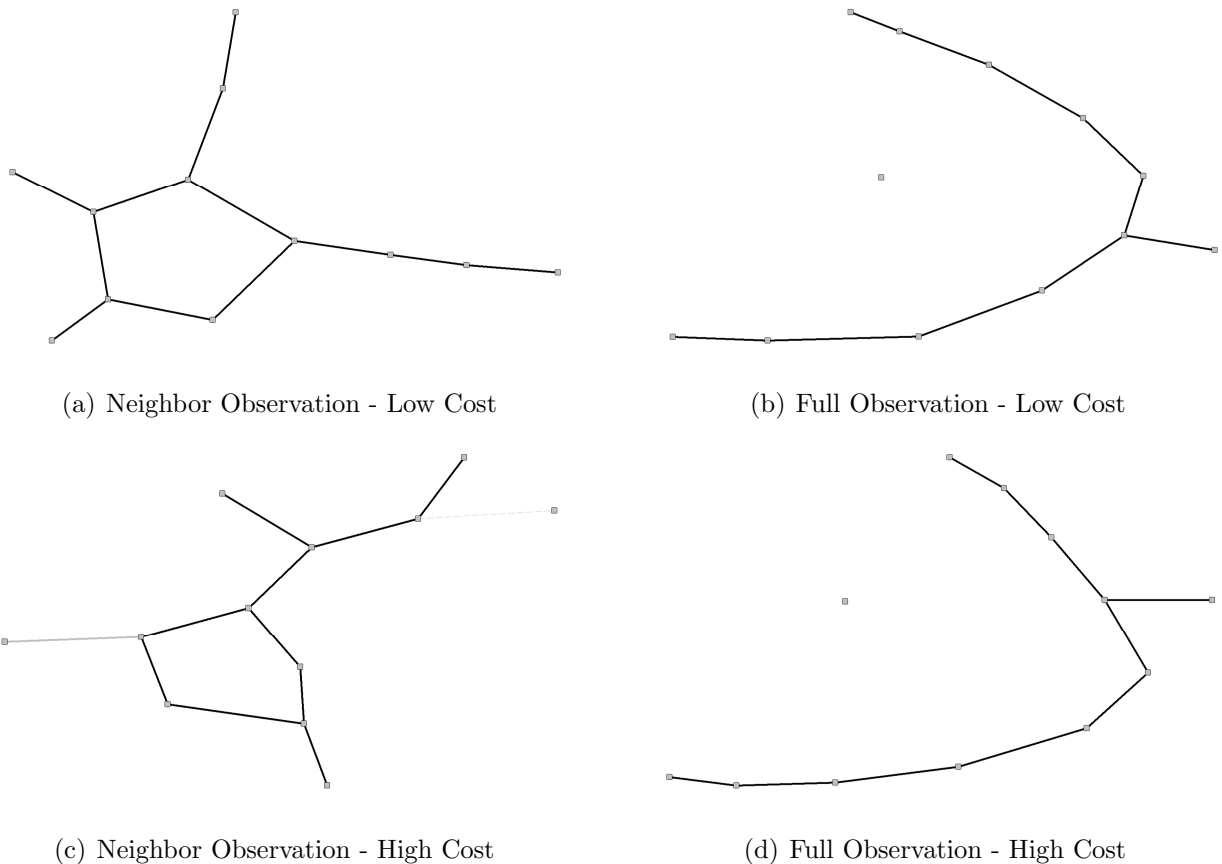 (a) Neighbor Observation - Low Cost
(b) Full Observation - Low Cost
(c) Neighbor Observation - High Cost
(d) Full Observation - High Cost